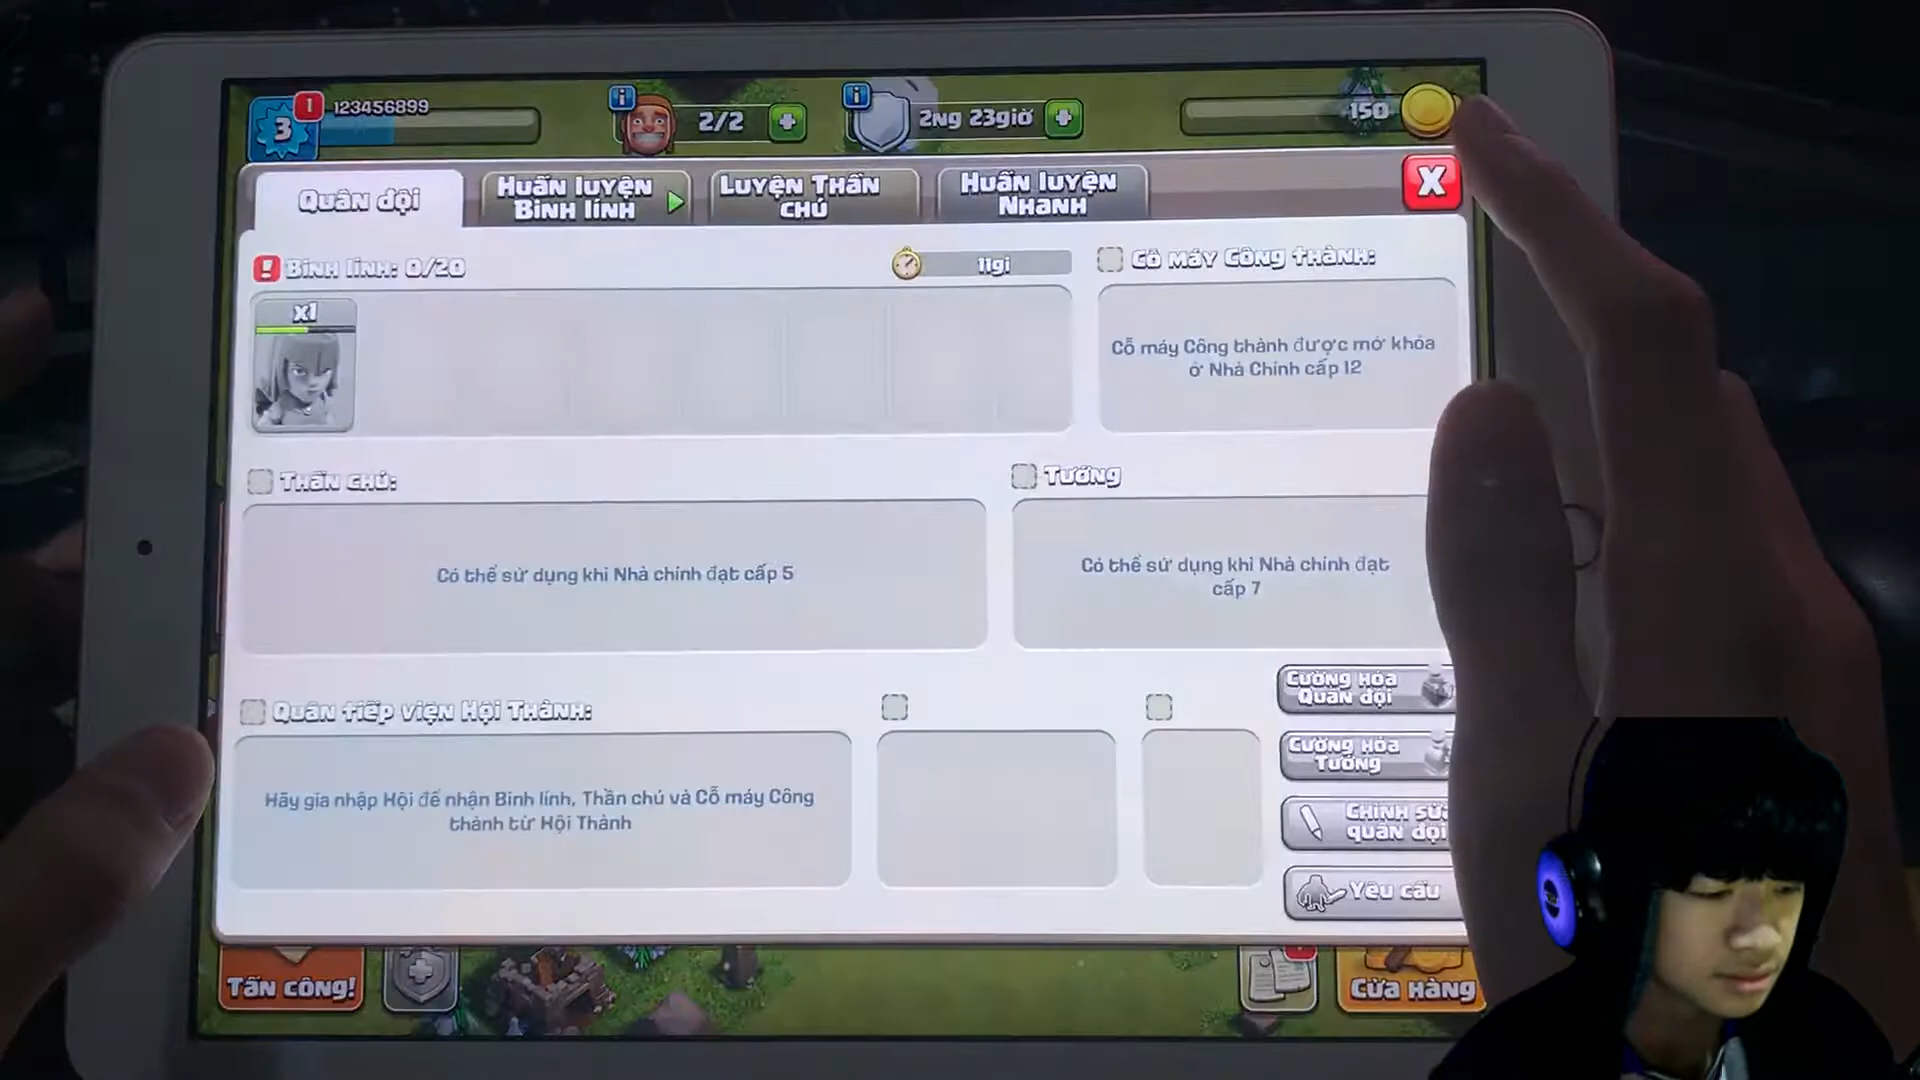 3
1
123456899
2/2
2ng 23giờ
150
Quân đội
Huấn luyện
Binh lính
Luyện Thần
chú
Huấn luyện
Nhanh
X
Binh lính: 0/20
11gi
Cỗ máy Công thành:
x1
Cỗ máy Công thành được mở khóa
ở Nhà Chính cấp 12
Thần chú:
Tướng
Có thể sử dụng khi Nhà chính đạt cấp 5
Có thể sử dụng khi Nhà chính đạt
cấp 7
Quân tiếp viện Hội Thành:
Hãy gia nhập Hội để nhận Binh lính, Thần chú và Cỗ máy Công
thành từ Hội Thành
Cường hóa
Quân đội
Cường hóa
Tướng
Chỉnh sử
quân đội
Yêu cầu
Tấn công!
Cửa hàng